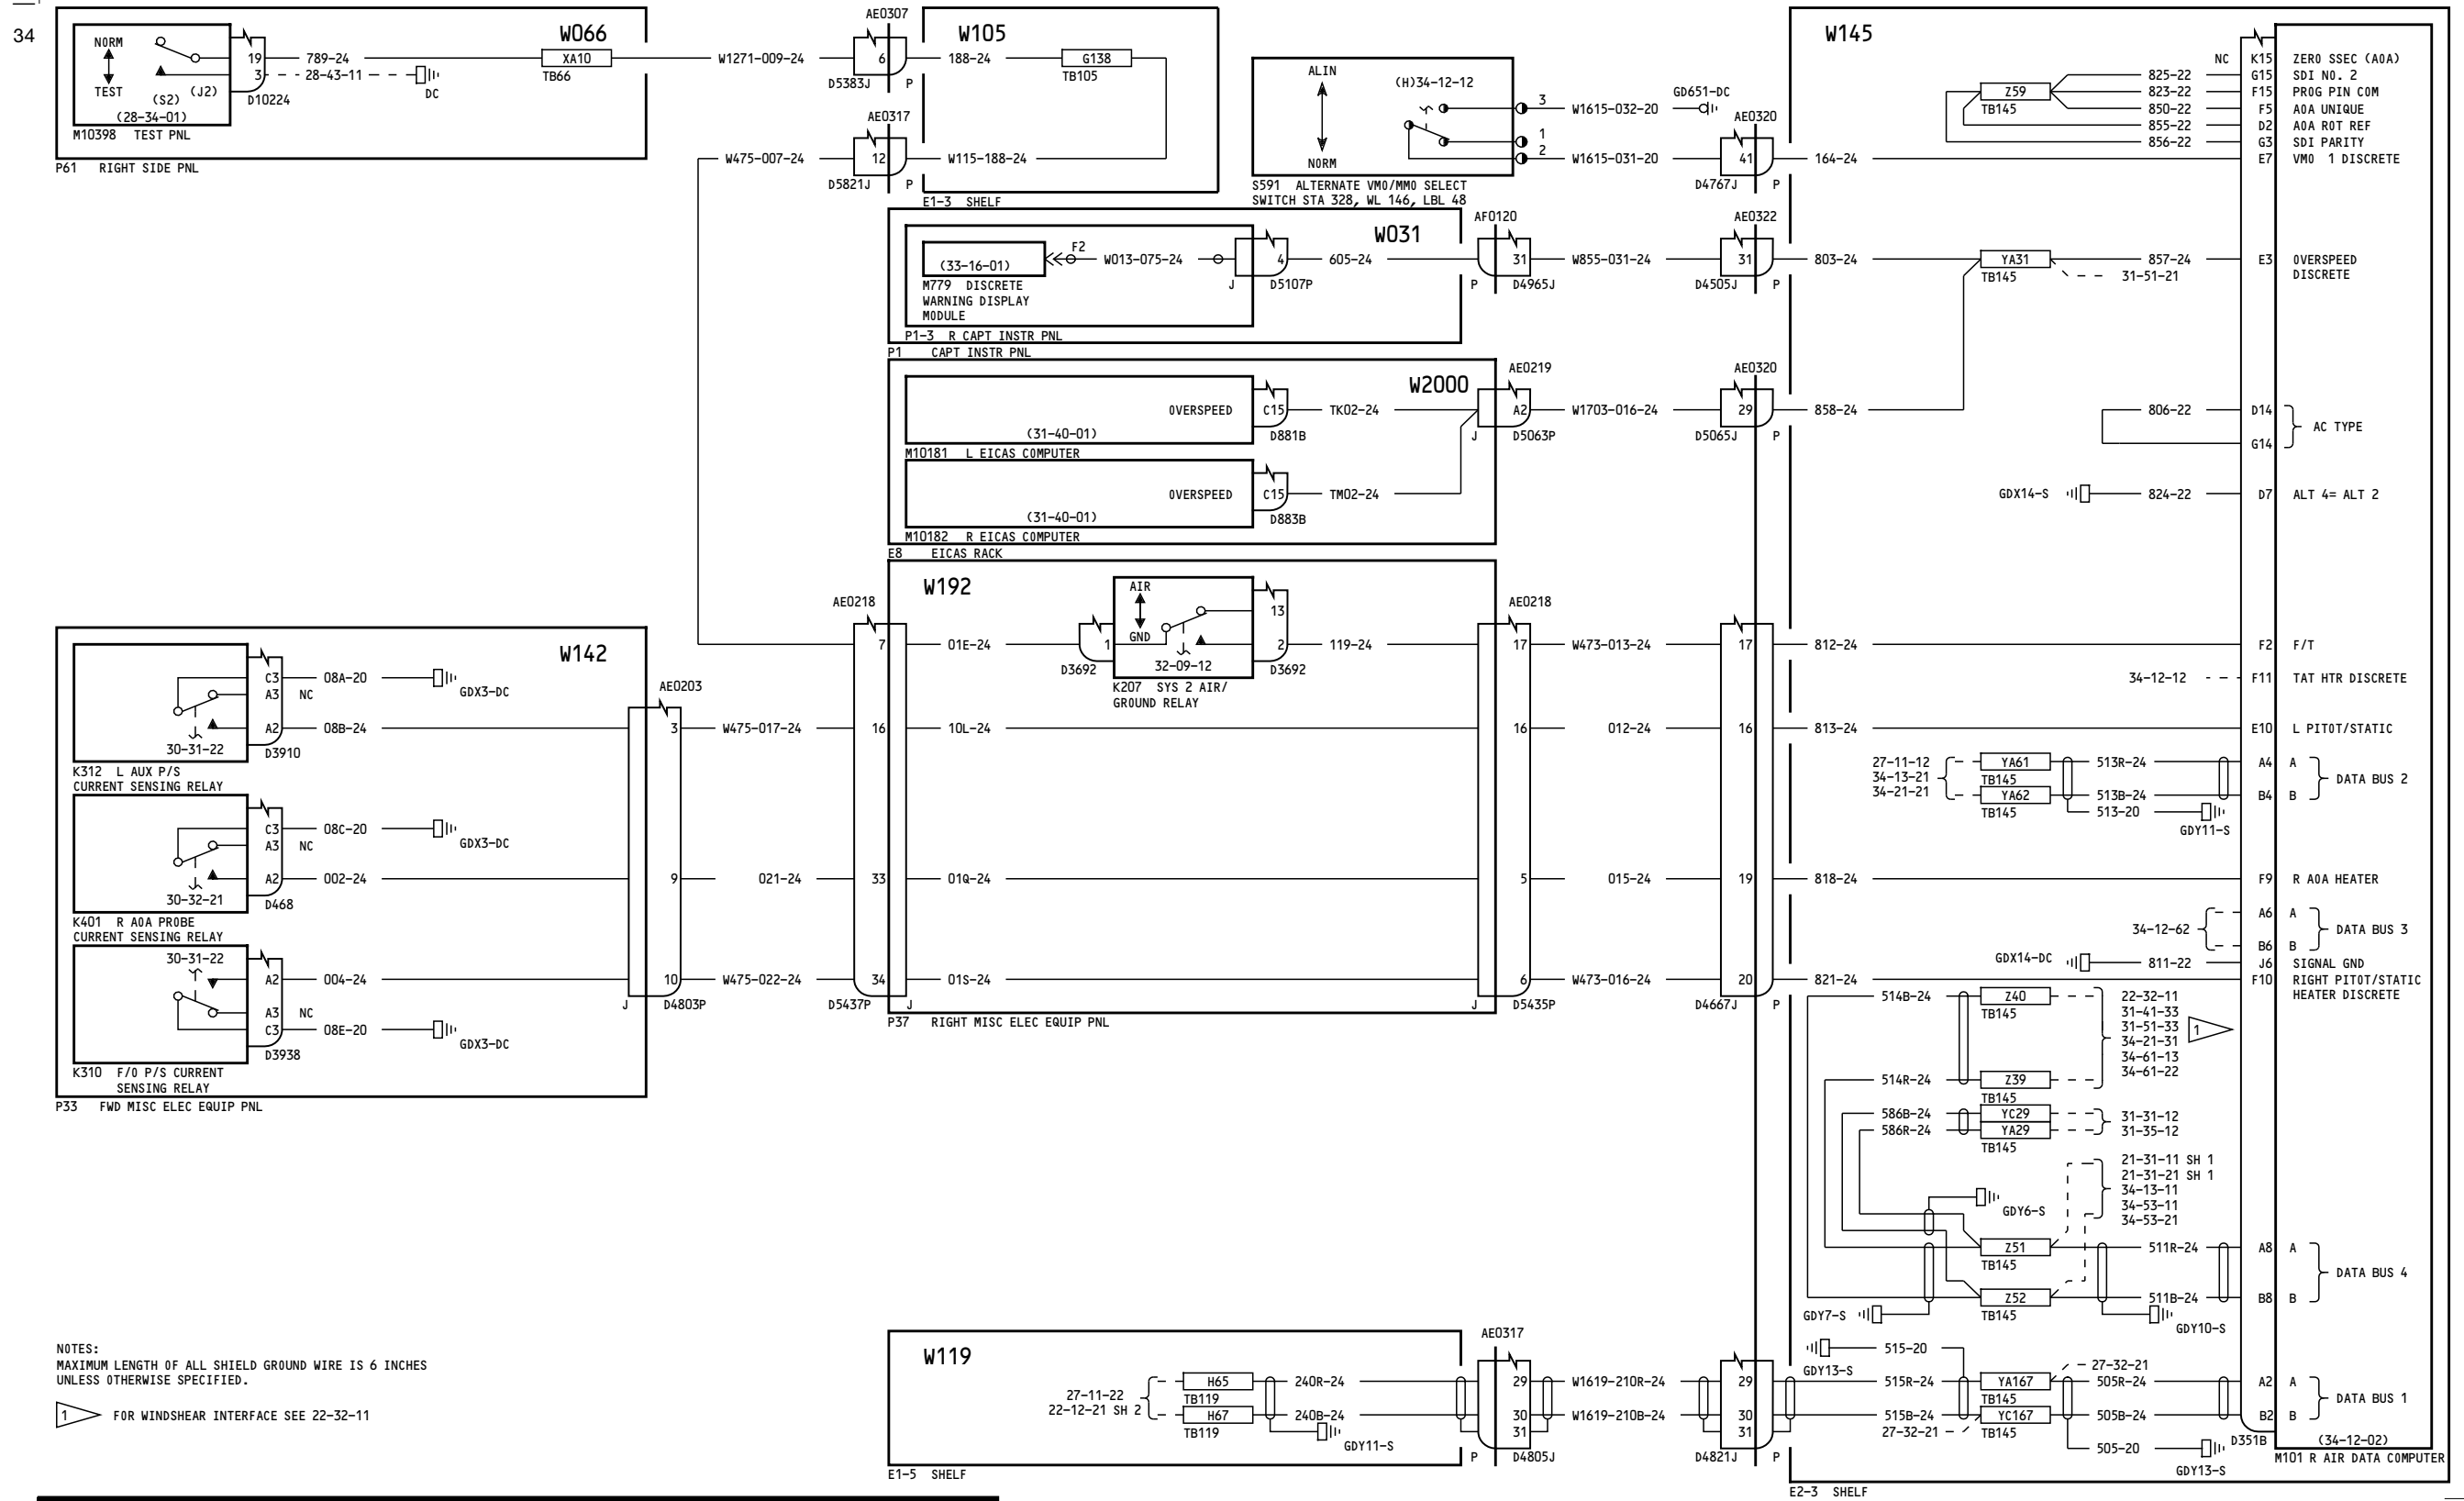 34
W066
NORM
TEST
(S2)
(J2)
(28-34-01)
M10398 TEST PNL
P61 RIGHT SIDE PNL
19
3
D10224
789-24
28-43-11
DC
XA10
TB66
W1271-009-24
AE0307
6
D5383J
P
W105
188-24
G138
TB105
AE0317
W475-007-24
12
D5821J
P
W115-188-24
E1-3 SHELF
ALIN
NORM
(H)34-12-12
3
1
2
W1615-032-20
GD651-DC
W1615-031-20
S591 ALTERNATE VMO/MMO SELECT
SWITCH STA 328, WL 146, LBL 48
AE0320
41
D4767J
P
164-24
W145
Z59
TB145
825-22
823-22
850-22
855-22
856-22
NC
K15 ZERO SSEC (AOA)
G15 SDI NO. 2
F15 PROG PIN COM
F5 AOA UNIQUE
D2 AOA ROT REF
G3 SDI PARITY
E7 VMO 1 DISCRETE
W031
(33-16-01)
F2
W013-075-24
M779 DISCRETE
WARNING DISPLAY
MODULE
J
4
D5107P
605-24
P1-3 R CAPT INSTR PNL
P1 CAPT INSTR PNL
AF0120
31
P
D4965J
W855-031-24
AE0322
31
D4505J
P
803-24
YA31
TB145
857-24
31-51-21
E3 OVERSPEED
DISCRETE
W2000
OVERSPEED
C15
TK02-24
(31-40-01)
D881B
M10181 L EICAS COMPUTER
OVERSPEED
C15
TM02-24
(31-40-01)
D883B
M10182 R EICAS COMPUTER
E8 EICAS RACK
AE0219
A2
J
D5063P
W1703-016-24
AE0320
29
D5065J
P
858-24
806-22
D14
G14
AC TYPE
GDX14-S
824-22
D7 ALT 4= ALT 2
W142
C3
A3
A2
08A-20
NC
08B-24
GDX3-DC
30-31-22
D3910
K312 L AUX P/S
CURRENT SENSING RELAY
C3
A3
A2
08C-20
NC
002-24
GDX3-DC
30-32-21
D468
K401 R AOA PROBE
CURRENT SENSING RELAY
30-31-22
A2
A3
C3
004-24
NC
08E-20
GDX3-DC
D3938
K310 F/O P/S CURRENT
SENSING RELAY
P33 FWD MISC ELEC EQUIP PNL
AE0203
3
9
10
J
D4803P
W475-017-24
021-24
W475-022-24
AE0218
7
16
33
34
D5437P
J
W192
01E-24
10L-24
01Q-24
01S-24
1
D3692
AIR
GND
32-09-12
13
2
D3692
K207 SYS 2 AIR/
GROUND RELAY
119-24
P37 RIGHT MISC ELEC EQUIP PNL
AE0218
17
16
5
6
J
D5435P
W473-013-24
012-24
015-24
W473-016-24
17
16
19
20
D4667J
P
812-24
813-24
818-24
821-24
F2 F/T
34-12-12
F11 TAT HTR DISCRETE
E10 L PITOT/STATIC
27-11-12
34-13-21
34-21-21
YA61
TB145
YA62
TB145
513R-24
513B-24
513-20
GDY11-S
A4 A
B4 B
DATA BUS 2
F9 R AOA HEATER
34-12-62
A6 A
B6 B
DATA BUS 3
GDX14-DC
811-22
J6 SIGNAL GND
F10 RIGHT PITOT/STATIC
HEATER DISCRETE
514B-24
Z40
TB145
22-32-11
31-41-33
31-51-33
34-21-31
34-61-13
34-61-22
1
514R-24
Z39
TB145
586B-24
586R-24
YC29
YA29
TB145
31-31-12
31-35-12
21-31-11 SH 1
21-31-21 SH 1
34-13-11
34-53-11
34-53-21
GDY6-S
Z51
TB145
511R-24
A8 A
Z52
TB145
511B-24
B8 B
DATA BUS 4
GDY7-S
GDY10-S
W119
27-11-22
22-12-21 SH 2
H65
TB119
H67
TB119
240R-24
240B-24
GDY11-S
E1-5 SHELF
AE0317
29
30
31
P
D4805J
W1619-210R-24
W1619-210B-24
29
30
31
D4821J
P
GDY13-S
515-20
515R-24
515B-24
27-32-21
YA167
TB145
YC167
TB145
27-32-21
505R-24
505B-24
505-20
GDY13-S
A2 A
B2 B
DATA BUS 1
D351B
(34-12-02)
M101 R AIR DATA COMPUTER
E2-3 SHELF
NOTES:
MAXIMUM LENGTH OF ALL SHIELD GROUND WIRE IS 6 INCHES
UNLESS OTHERWISE SPECIFIED.
1 FOR WINDSHEAR INTERFACE SEE 22-32-11